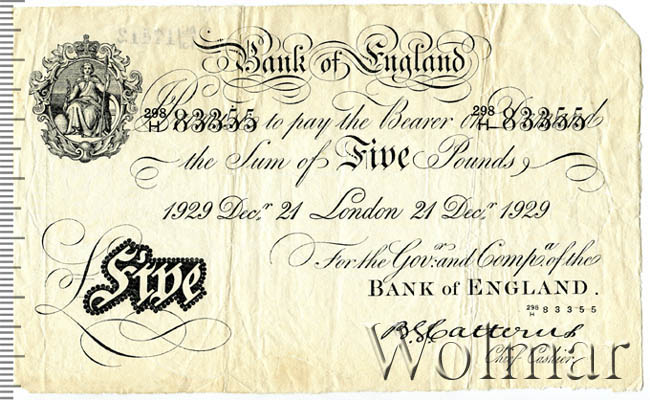 Bank of England
298/H 83355 298/H 83355
Promise to pay the Bearer on Demand
the Sum of Five Pounds
1929 Decr. 21 London 21 Decr. 1929
For the Govr. and Compa. of the
BANK of ENGLAND.
298/H 83355
£Five
Chief Cashier
Wolmar